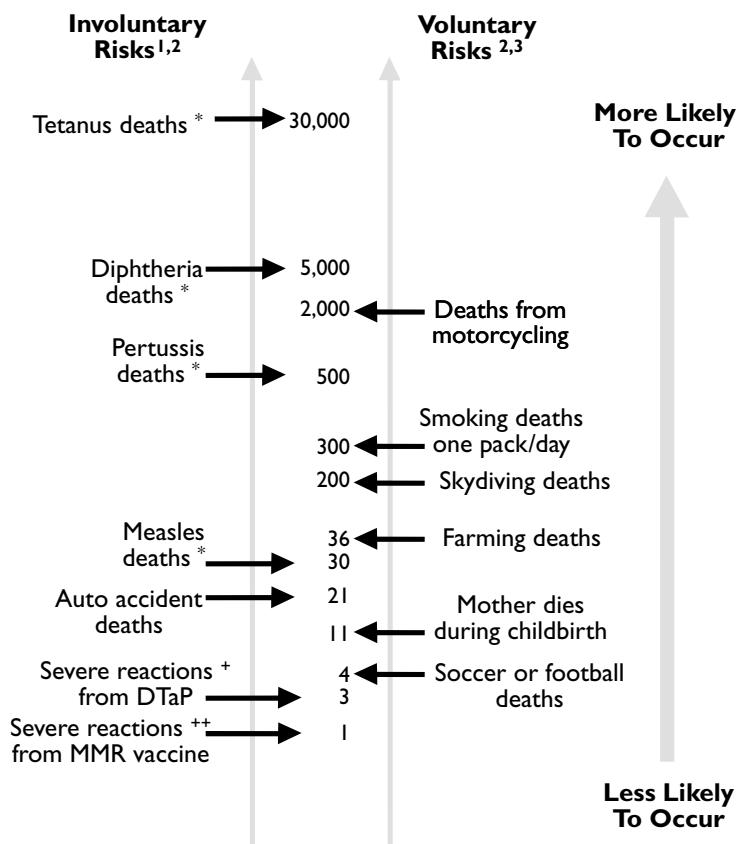 Involuntary
Risks1,2
Voluntary
Risks 2,3
Tetanus deaths *
30,000
More Likely
To Occur
Diphtheria
deaths *
5,000
2,000
Deaths from
motorcycling
Pertussis
deaths *
500
Smoking deaths
one pack/day
300
200
Skydiving deaths
Measles
deaths *
36
30
Farming deaths
Auto accident
deaths
21
11
Mother dies
during childbirth
Severe reactions +
from DTaP
4
3
Soccer or football
deaths
Severe reactions ++
from MMR vaccine
1
Less Likely
To Occur